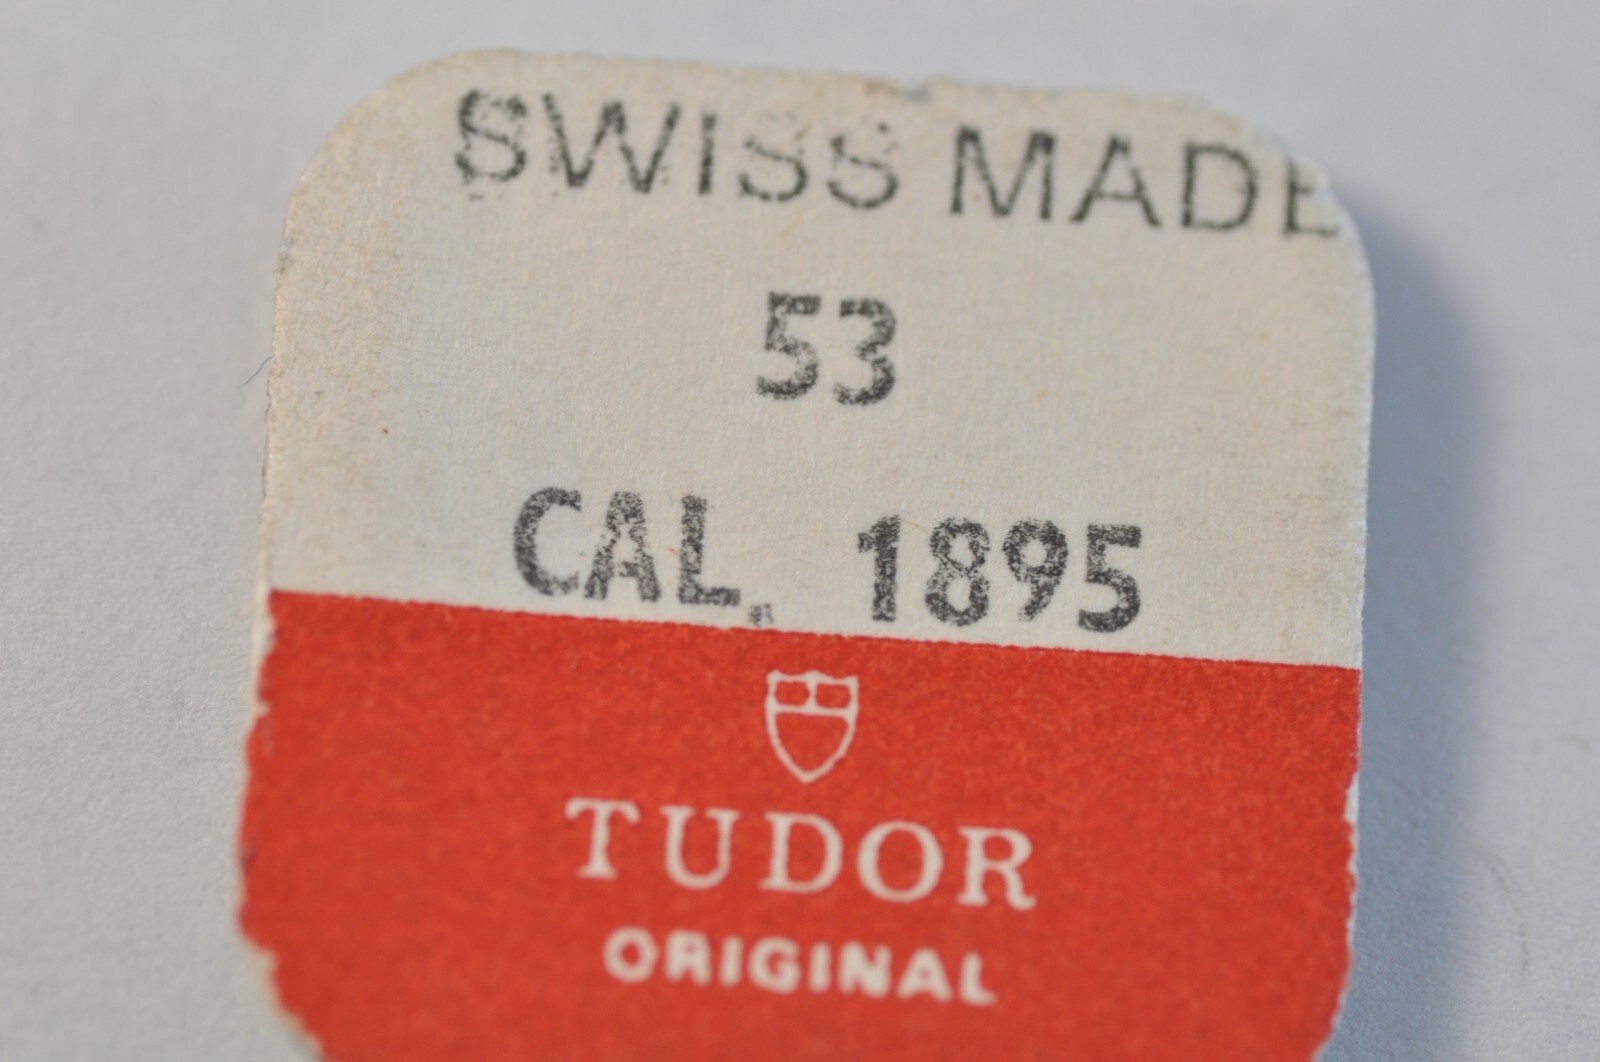 SWISS MADE
53
CAL. 1895
TUDOR
ORIGINAL